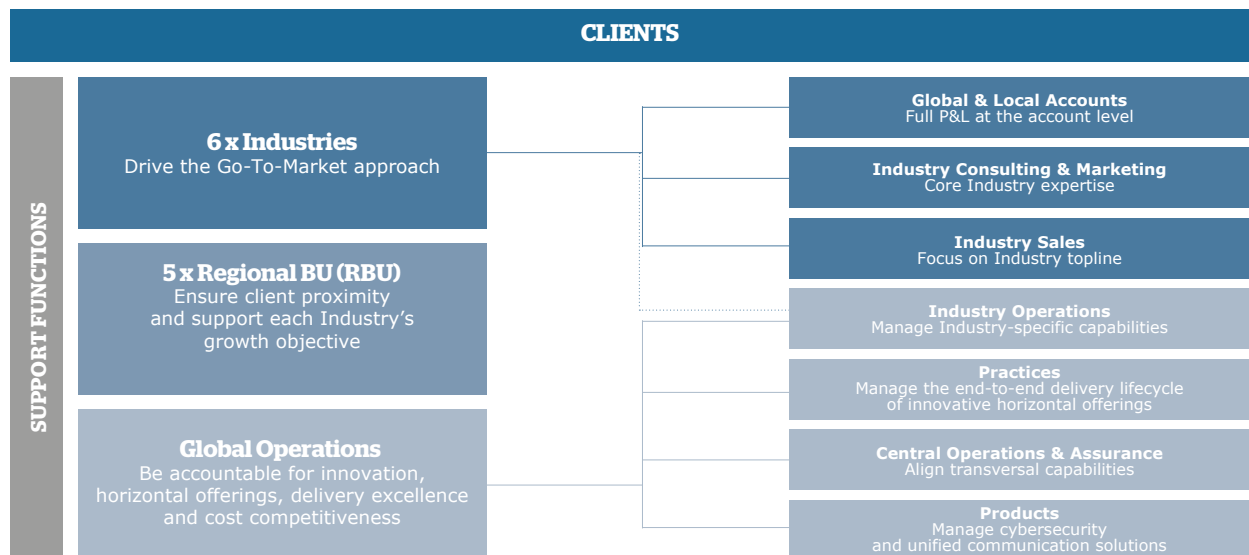 CLIENTS
SUPPORT FUNCTIONS
6 x Industries
Drive the Go-To-Market approach
5 x Regional BU (RBU)
Ensure client proximity
and support each Industry's
growth objective
Global Operations
Be accountable for innovation,
horizontal offerings, delivery excellence
and cost competitiveness
Global & Local Accounts
Full P&L at the account level
Industry Consulting & Marketing
Core Industry expertise
Industry Sales
Focus on Industry topline
Industry Operations
Manage Industry-specific capabilities
Practices
Manage the end-to-end delivery lifecycle
of innovative horizontal offerings
Central Operations & Assurance
Align transversal capabilities
Products
Manage cybersecurity
and unified communication solutions